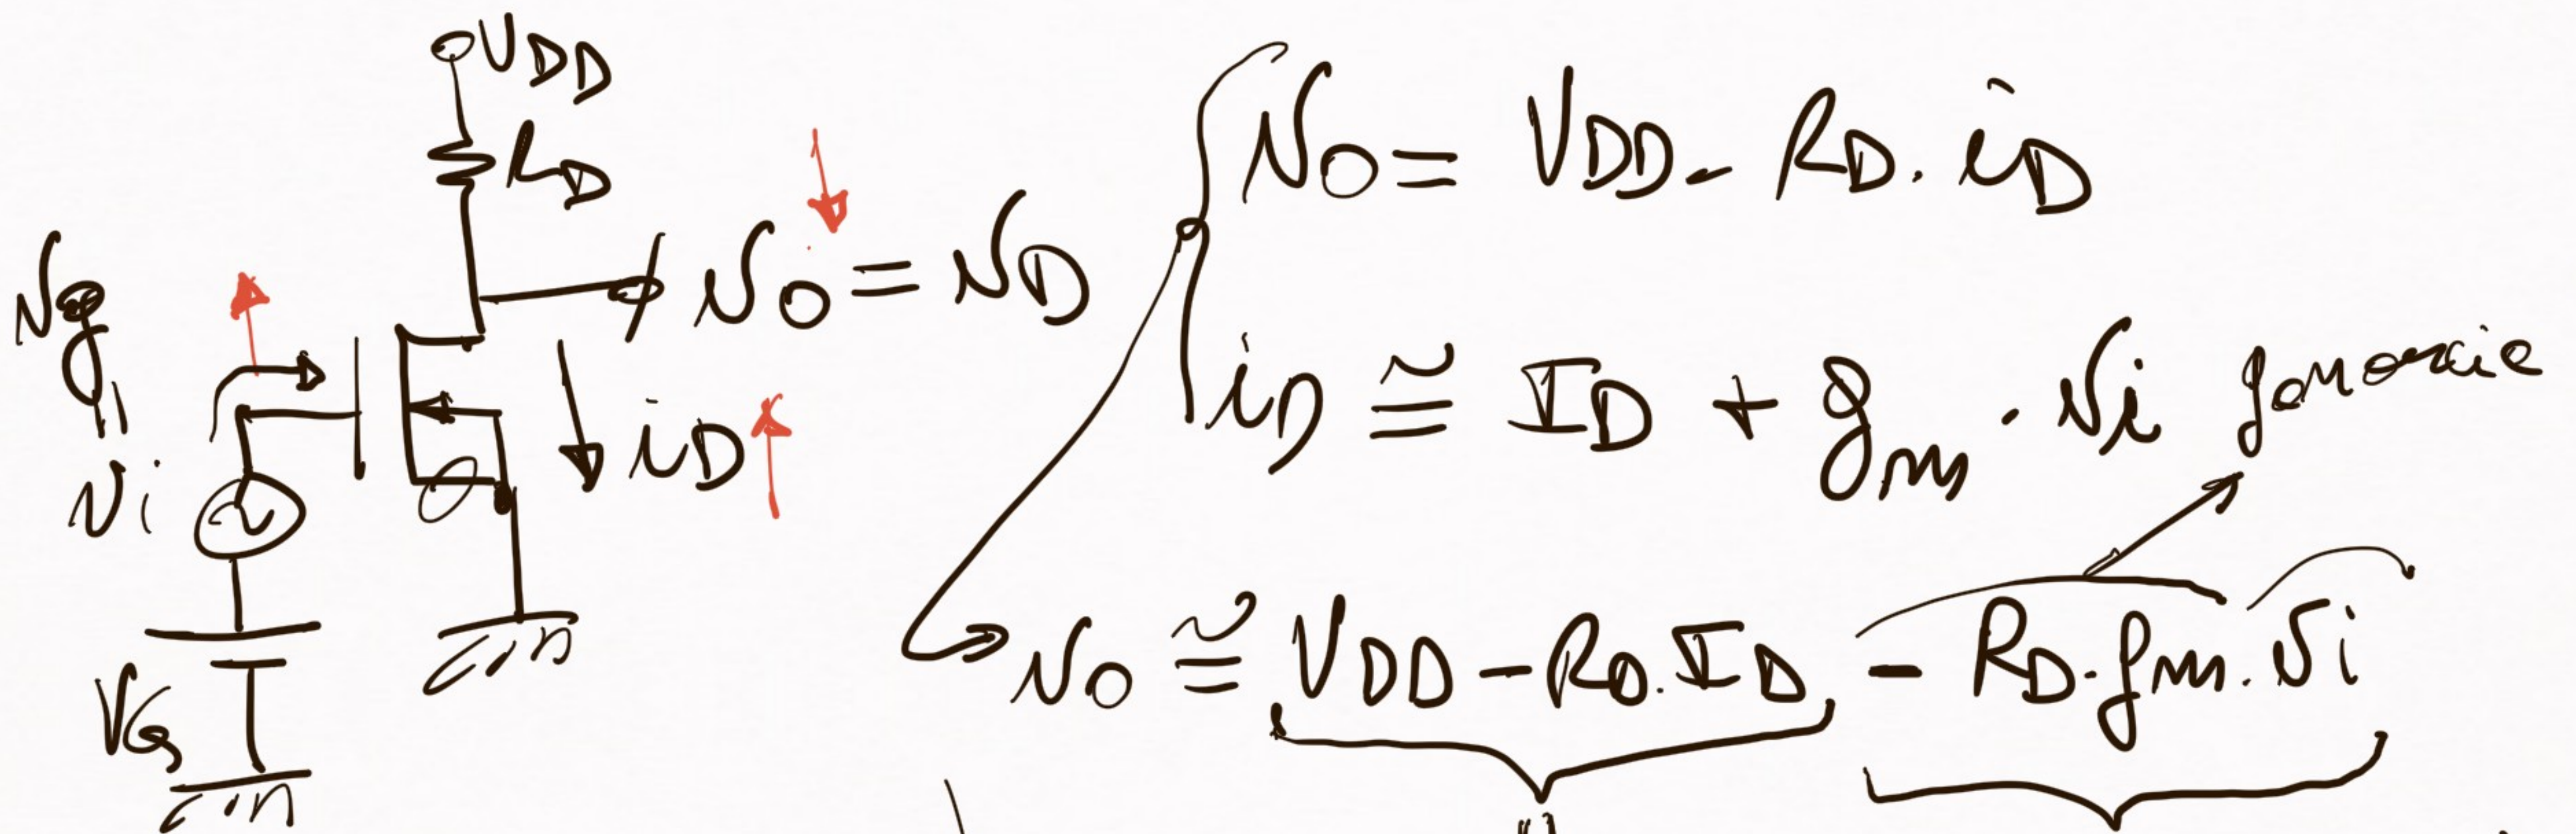 VDD
RD
vg
vo = vD
iD
vi
VG
vo = VDD - RD . iD
iD ≅ ID + gm . vi
vo ≅ VDD - RD . ID - RD . gm . vi